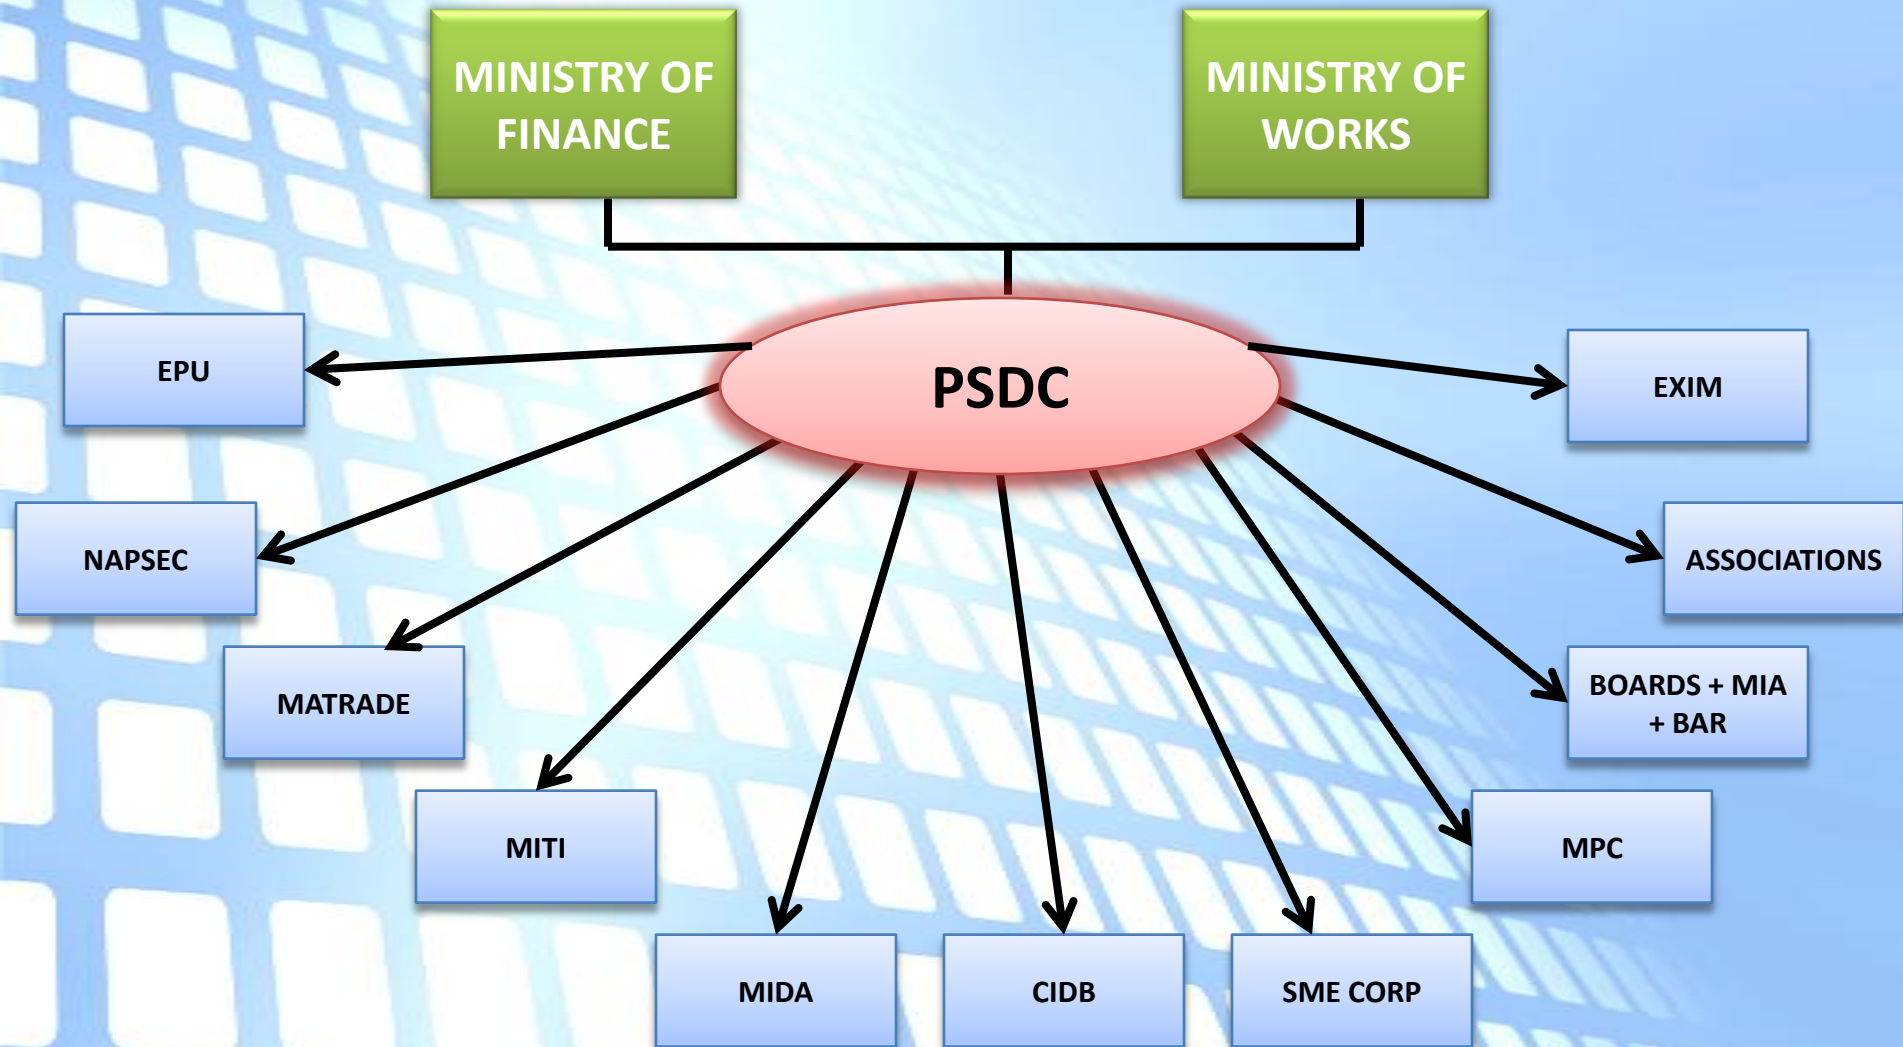 MINISTRY OF
FINANCE
MINISTRY OF
WORKS
PSDC
EPU
EXIM
NAPSEC
ASSOCIATIONS
MATRADE
BOARDS + MIA
+ BAR
MITI
MPC
MIDA
CIDB
SME CORP